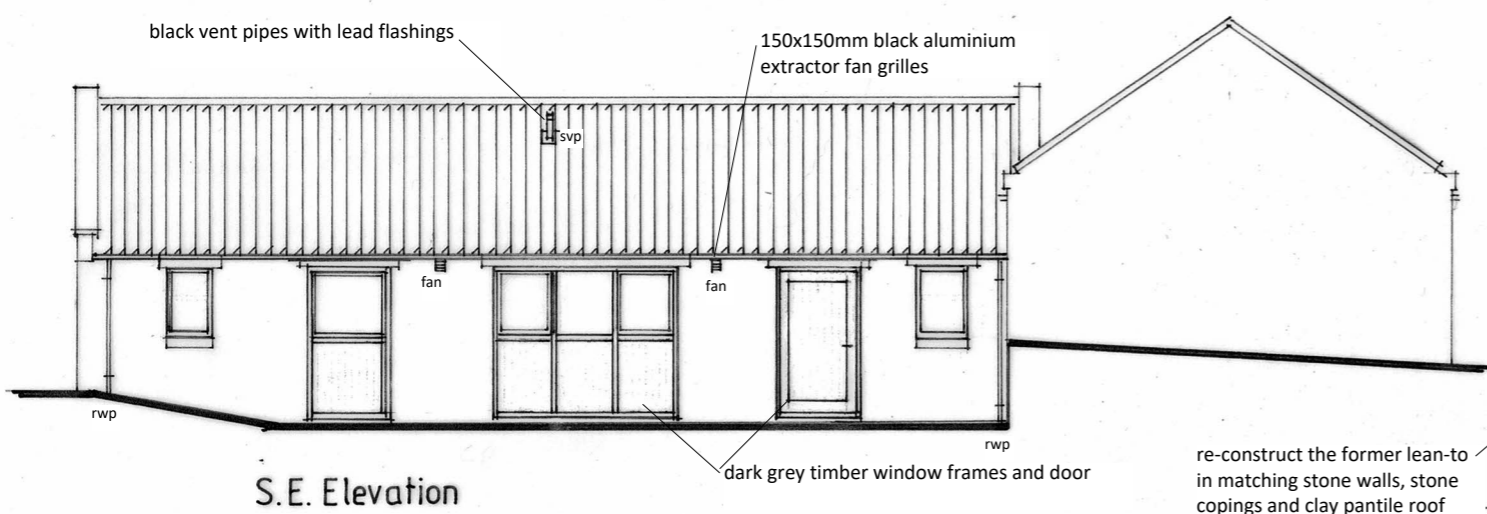 black vent pipes with lead flashings
150x150mm black aluminium
extractor fan grilles
svp
fan
fan
rwp
rwp
dark grey timber window frames and door
S.E. Elevation
re-construct the former lean-to
in matching stone walls, stone
copings and clay pantile roof